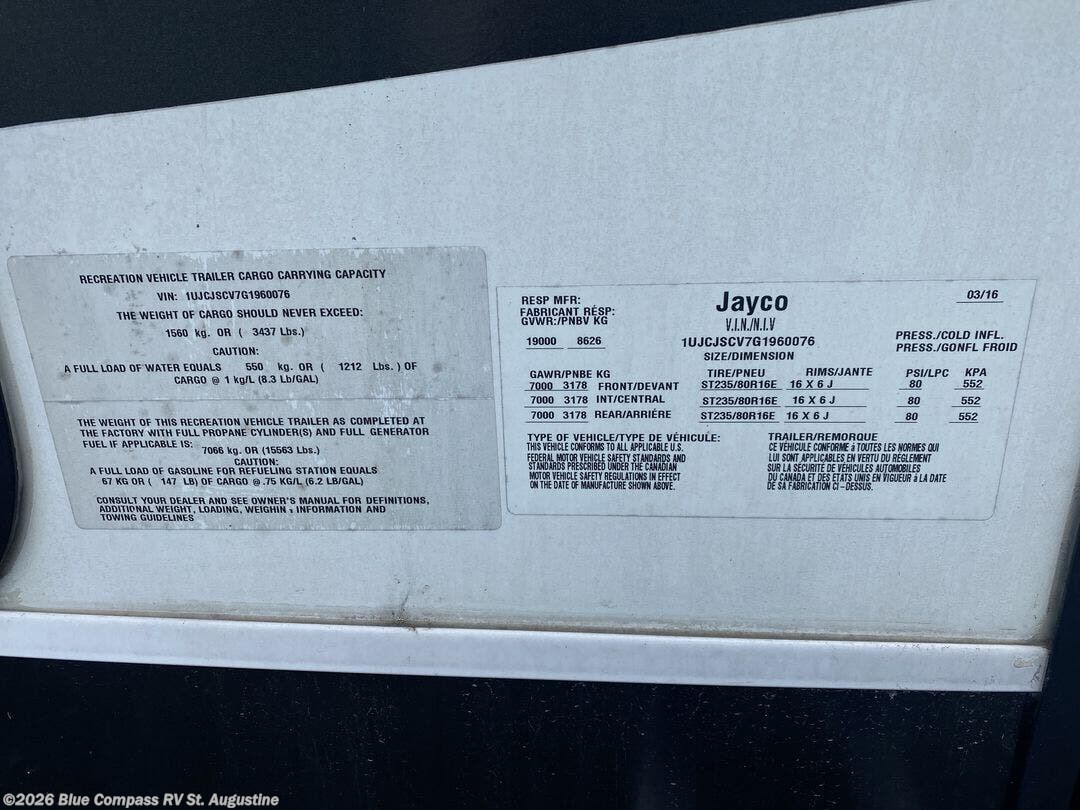 RECREATION VEHICLE TRAILER CARGO CARRYING CAPACITY
VIN: 1UJCJSCV7G1960076
THE WEIGHT OF CARGO SHOULD NEVER EXCEED:
1560 kg. OR ( 3437 Lbs.)
CAUTION:
A FULL LOAD OF WATER EQUALS 550 kg. OR ( 1212 Lbs. ) OF
CARGO @ 1 kg/L (8.3 Lb/GAL)
THE WEIGHT OF THIS RECREATION VEHICLE TRAILER AS COMPLETED AT
THE FACTORY WITH FULL PROPANE CYLINDER(S) AND FULL GENERATOR
FUEL IF APPLICABLE IS:
7066 kg. OR (15563 Lbs.)
CAUTION:
A FULL LOAD OF GASOLINE FOR REFUELING STATION EQUALS
67 KG OR ( 147 LB) OF CARGO @ .75 KG/L (6.2 LB/GAL)
CONSULT YOUR DEALER AND SEE OWNER'S MANUAL FOR DEFINITIONS,
ADDITIONAL WEIGHT, LOADING, WEIGHIN INFORMATION AND
TOWING GUIDELINES
RESP MFR: Jayco 03/16
FABRICANT RÉSP: V.I.N./N.I.V
GVWR:/PNBV KG
19000 8626 1UJCJSCV7G1960076 PRESS./COLD INFL.
SIZE/DIMENSION PRESS./GONFL FROID
GAWR/PNBE KG TIRE/PNEU RIMS/JANTE PSI/LPC KPA
7000 3178 FRONT/DEVANT ST235/80R16E 16 X 6 J 80 552
7000 3178 INT/CENTRAL ST235/80R16E 16 X 6 J 80 552
7000 3178 REAR/ARRIÉRE ST235/80R16E 16 X 6 J 80 552
TYPE OF VEHICLE/TYPE DE VÉHICULE: TRAILER/REMORQUE
THIS VEHICLE CONFORMS TO ALL APPLICABLE U.S.
FEDERAL MOTOR VEHICLE SAFETY STANDARDS AND
STANDARDS PRESCRIBED UNDER THE CANADIAN
MOTOR VEHICLE SAFETY REGULATIONS IN EFFECT
ON THE DATE OF MANUFACTURE SHOWN ABOVE.
CE VÉHICULE CONFORME à TOUTES LES NORMES QUI
LUI SONT APPLICABLES EN VERTU DU REGLEMENT
SUR LA SÉCURITÉ DE VÉHICULES AUTOMOBILES
DU CANADA ET DES ETATS UNIS EN VIGUEUR à LA DATE
DE SA FABRICATION CI-DESSUS.
©2026 Blue Compass RV St. Augustine